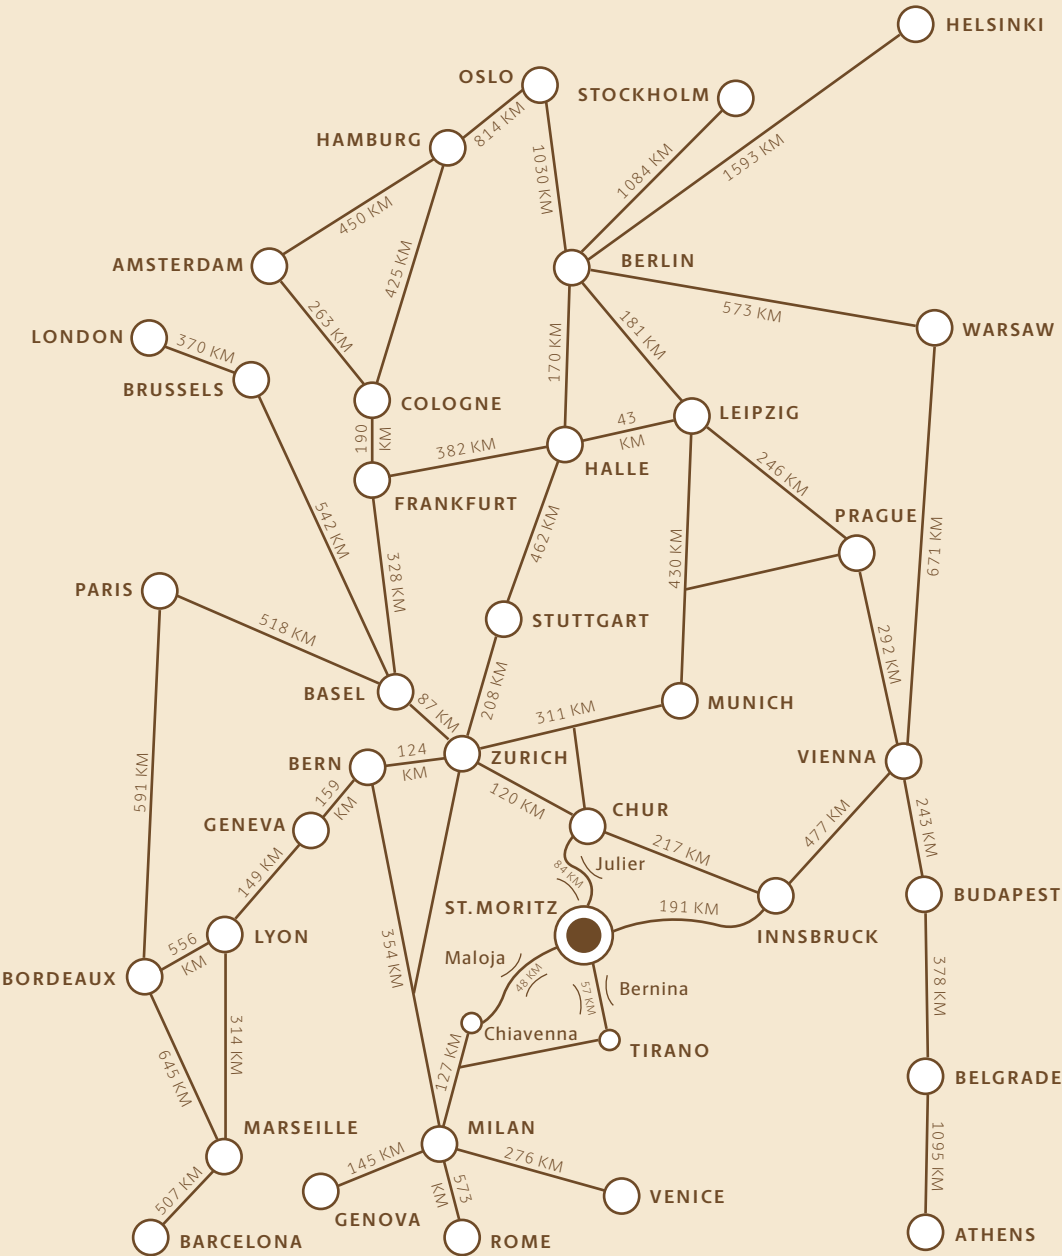 HELSINKI
OSLO
STOCKHOLM
814 KM
HAMBURG
1030 KM
1084 KM
1593 KM
450 KM
425 KM
AMSTERDAM
BERLIN
263 KM
573 KM
LONDON
370 KM
170 KM
181 KM
WARSAW
BRUSSELS
COLOGNE
LEIPZIG
190
KM
382 KM
43
KM
HALLE
246 KM
FRANKFURT
PRAGUE
542 KM
462 KM
430 KM
671 KM
328 KM
PARIS
518 KM
STUTTGART
292 KM
BASEL
87 KM
208 KM
311 KM
MUNICH
124
KM
ZURICH
BERN
VIENNA
591 KM
159
KM
120 KM
CHUR
GENEVA
477 KM
243 KM
217 KM
84 KM
Julier
149 KM
BUDAPEST
ST.MORITZ
191 KM
INNSBRUCK
LYON
556
KM
354 KM
Maloja
48 KM
57 KM
Bernina
BORDEAUX
378 KM
Chiavenna
314 KM
TIRANO
127 KM
645 KM
BELGRADE
MARSEILLE
MILAN
145 KM
276 KM
1095 KM
507 KM
573
KM
VENICE
GENOVA
BARCELONA
ROME
ATHENS